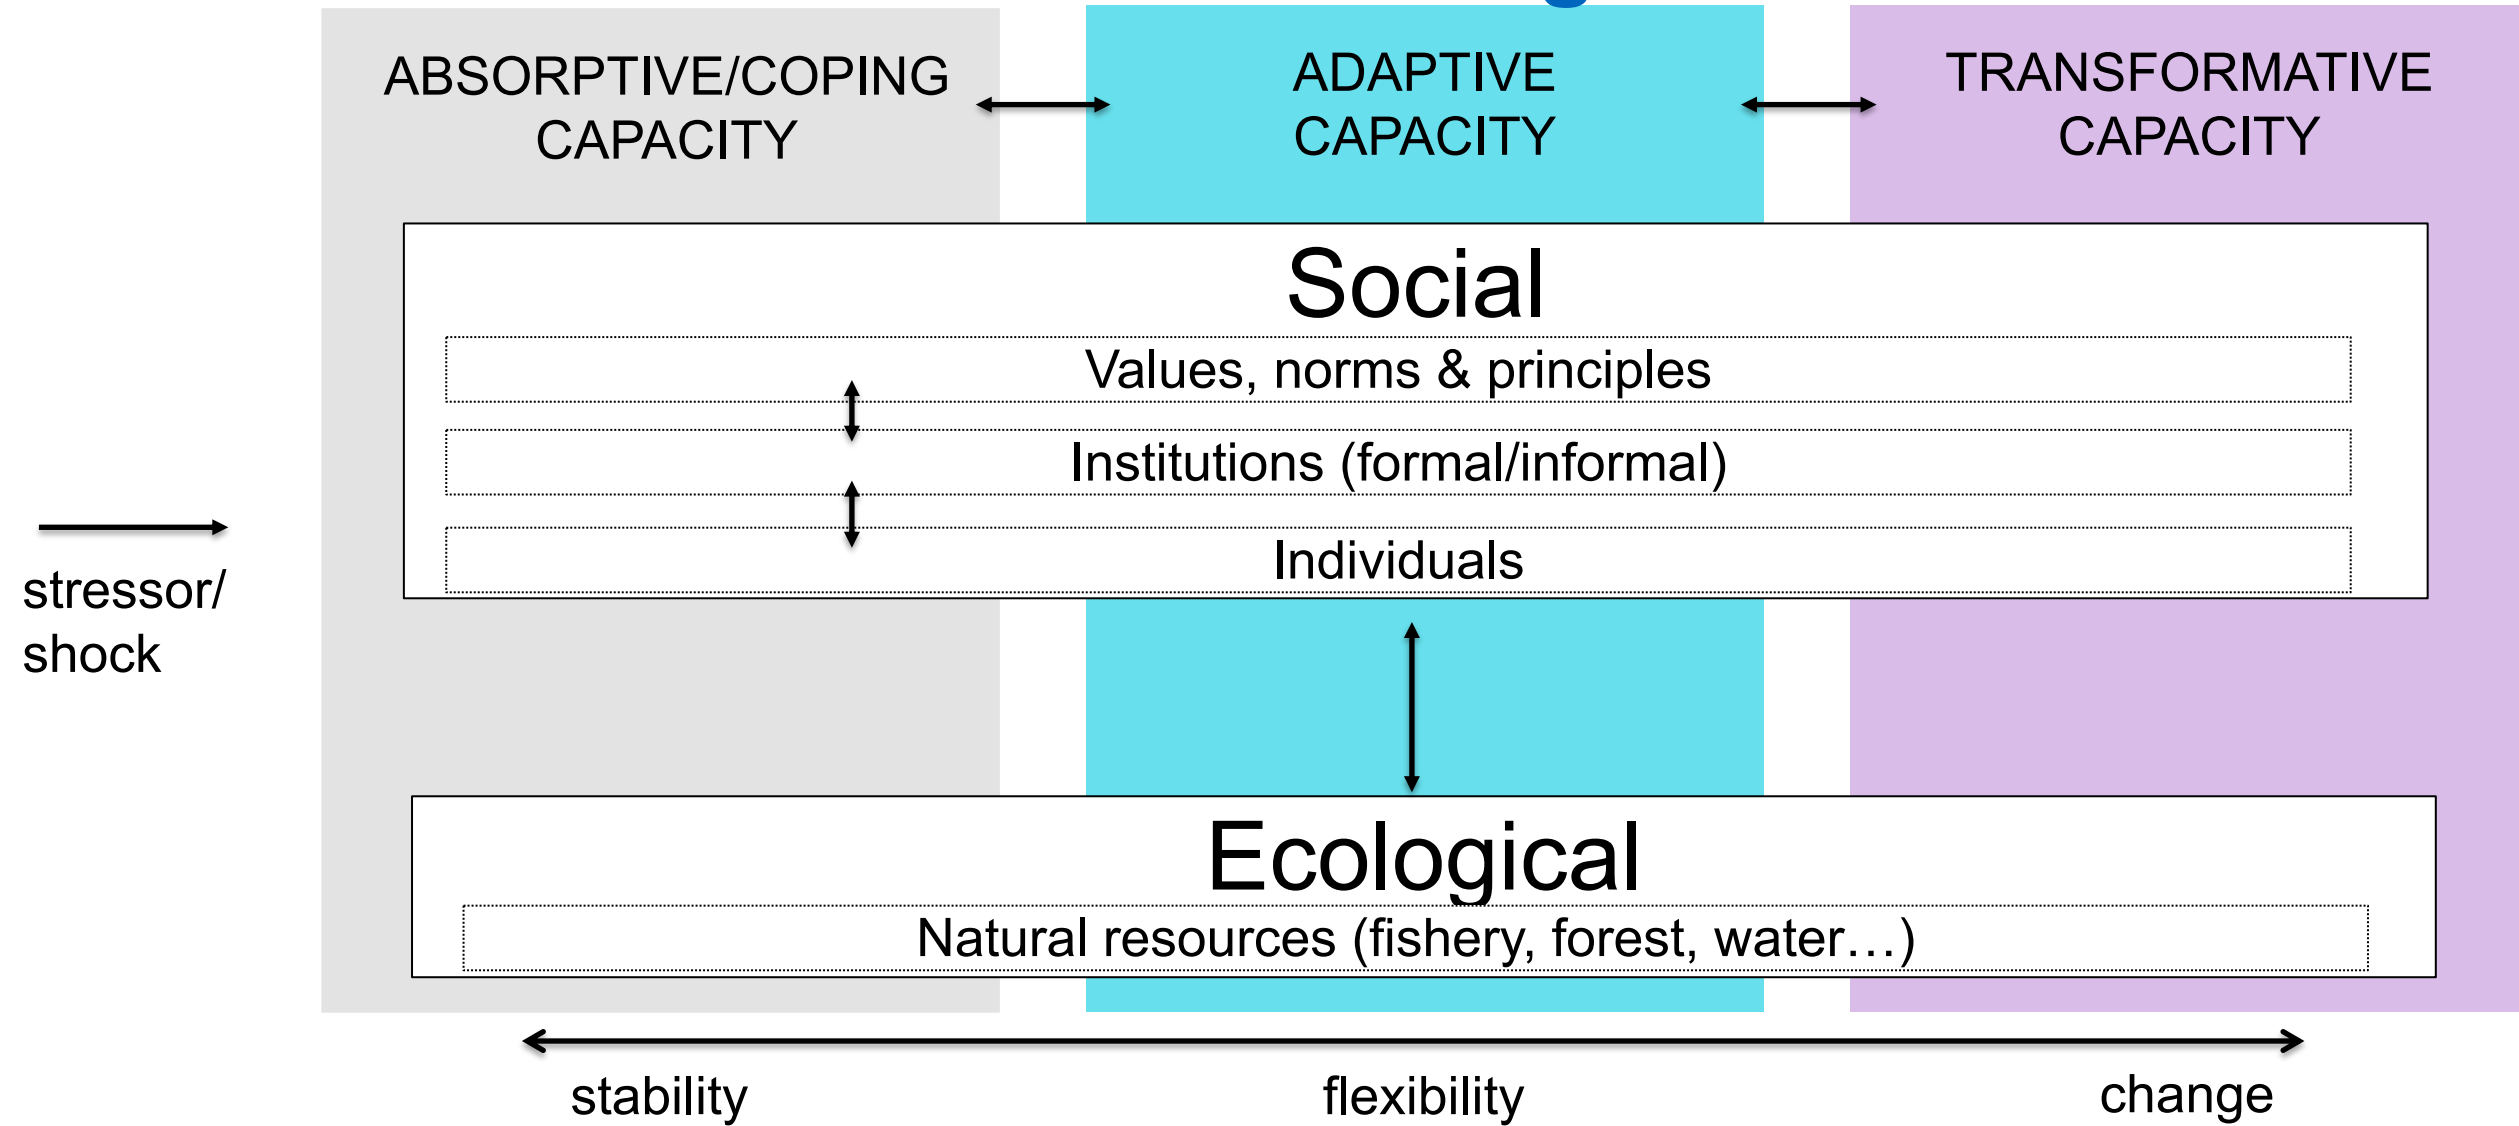 ABSORPTIVE/COPING
CAPACITY
ADAPTIVE
CAPACITY
TRANSFORMATIVE
CAPACITY
Social
Values, norms & principles
Institutions (formal/informal)
Individuals
stressor/
shock
Ecological
Natural resources (fishery, forest, water…)
stability
flexibility
change